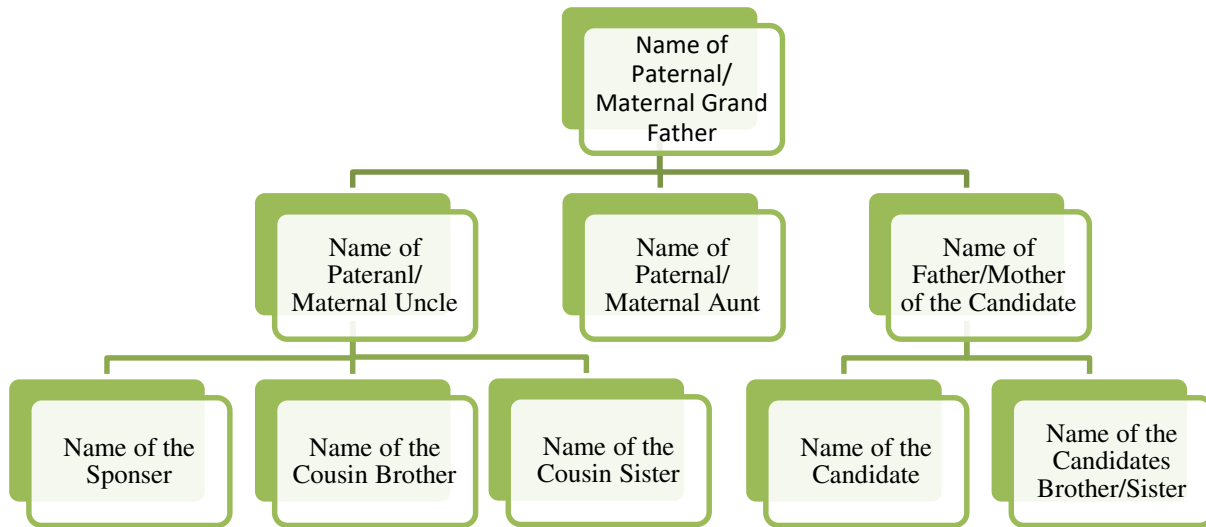 Name of
Paternal/
Maternal Grand
Father
Name of
Pateranl/
Maternal Uncle
Name of
Paternal/
Maternal Aunt
Name of
Father/Mother
of the Candidate
Name of the
Sponser
Name of the
Cousin Brother
Name of the
Cousin Sister
Name of the
Candidate
Name of the
Candidates
Brother/Sister